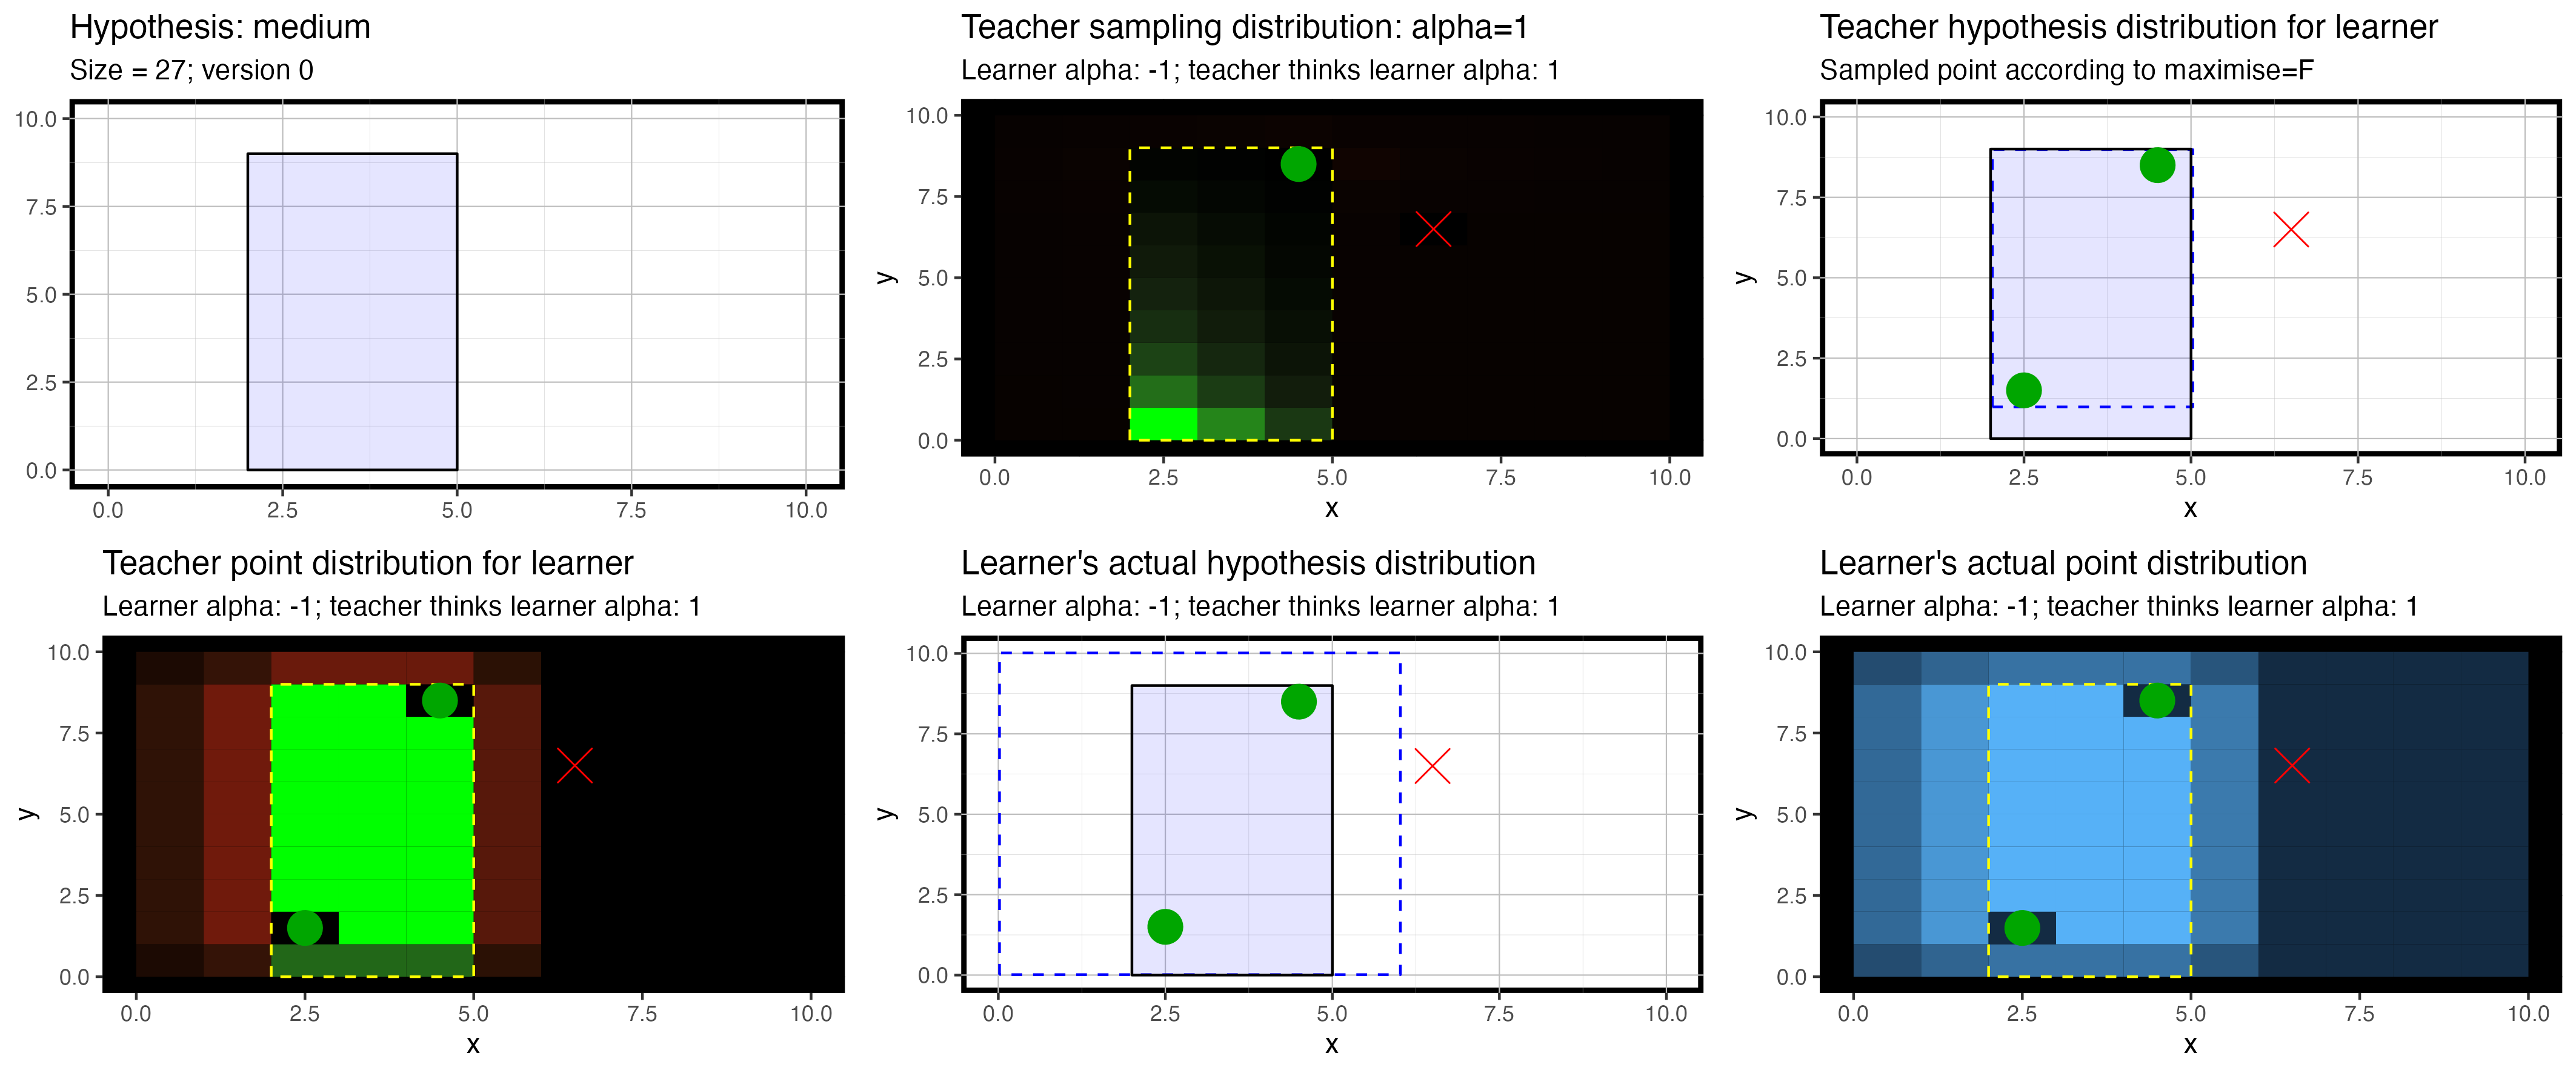 Hypothesis: medium
Size = 27; version 0
10.0
7.5
5.0
2.5
0.0
0.0 2.5 5.0 7.5 10.0
Teacher sampling distribution: alpha=1
Learner alpha: -1; teacher thinks learner alpha: 1
10.0
7.5
5.0
2.5
0.0
y
0.0 2.5 5.0 7.5 10.0
x
Teacher hypothesis distribution for learner
Sampled point according to maximise=F
10.0
7.5
5.0
2.5
0.0
y
0.0 2.5 5.0 7.5 10.0
x
Teacher point distribution for learner
Learner alpha: -1; teacher thinks learner alpha: 1
10.0
7.5
5.0
2.5
0.0
y
0.0 2.5 5.0 7.5 10.0
x
Learner's actual hypothesis distribution
Learner alpha: -1; teacher thinks learner alpha: 1
10.0
7.5
5.0
2.5
0.0
y
0.0 2.5 5.0 7.5 10.0
x
Learner's actual point distribution
Learner alpha: -1; teacher thinks learner alpha: 1
10.0
7.5
5.0
2.5
0.0
y
0.0 2.5 5.0 7.5 10.0
x